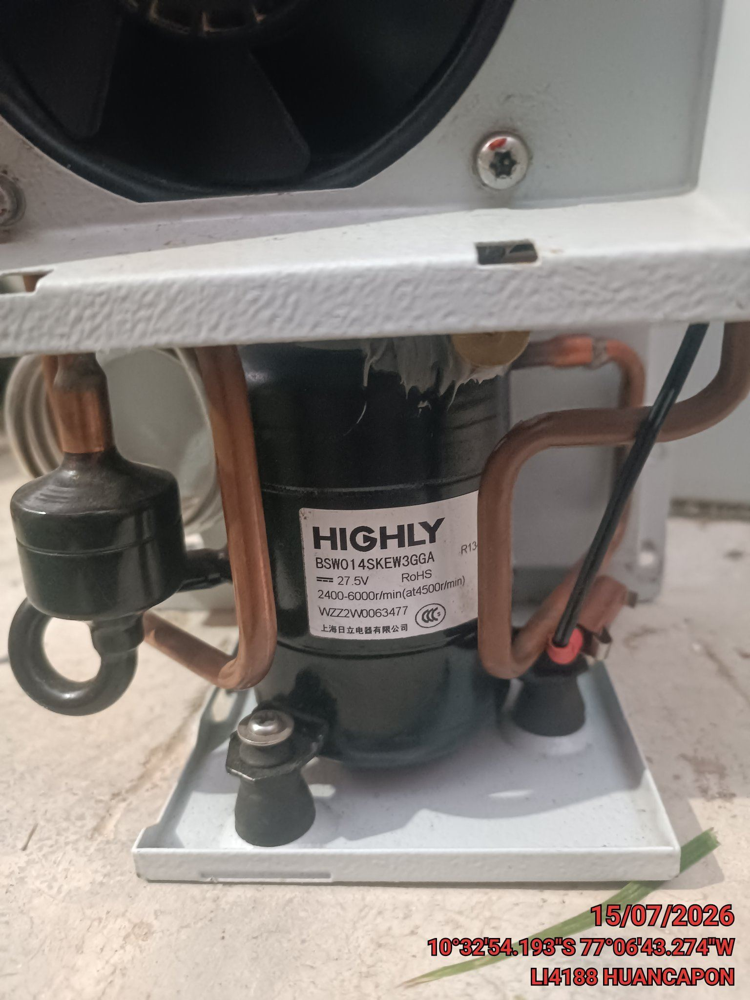 HIGHLY
BSW014SKEW3GGA
27.5V RoHS
2400-6000r/min(at4500r/min)
WZZ2W0063477
上海日立电器有限公司
15/07/2026
10°32'54.193"S 77°06'43.274"W
LI4188 HUANCAPON